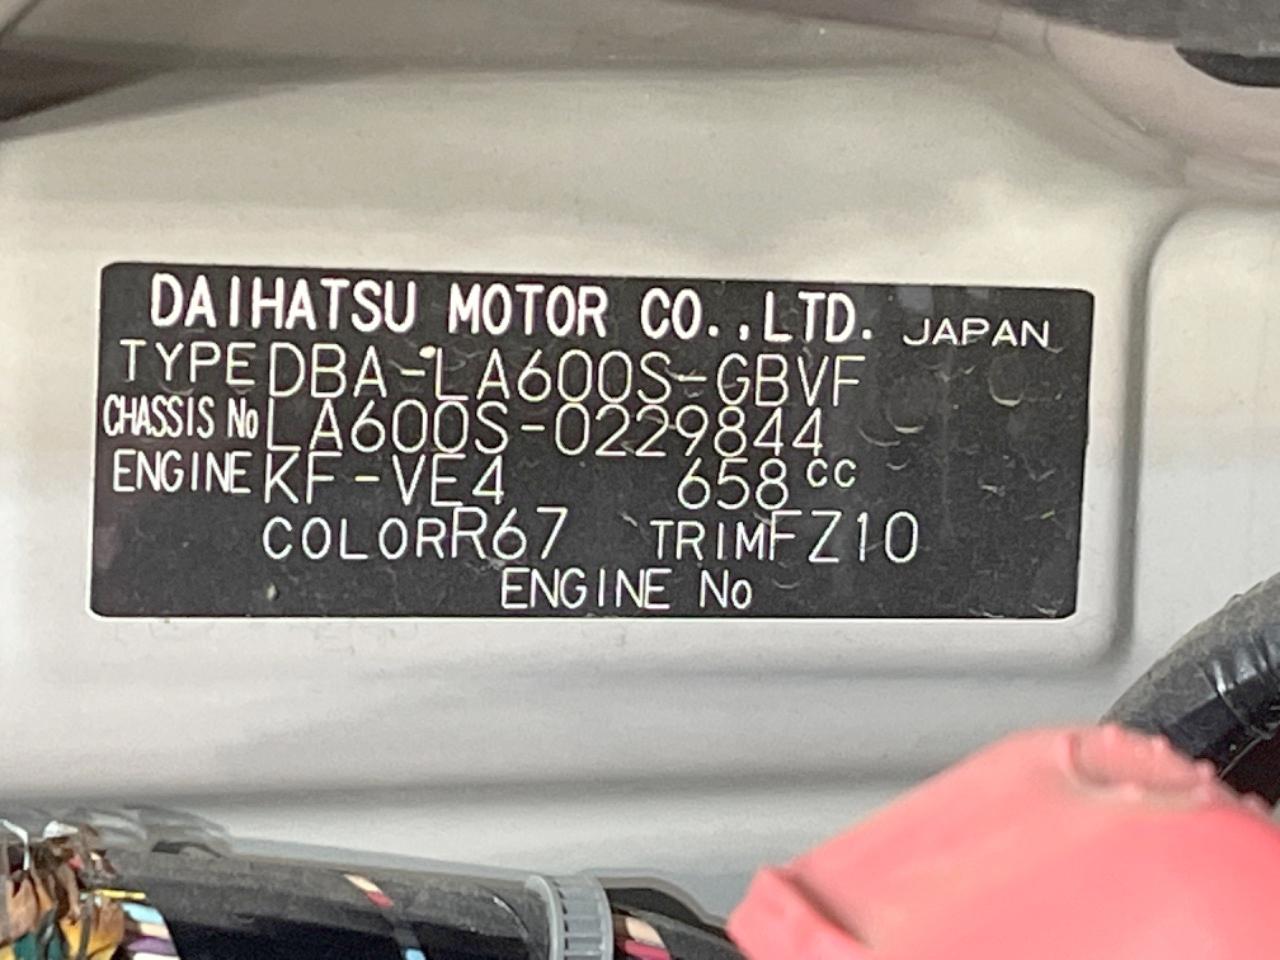 DAIHATSU MOTOR CO.,LTD. JAPAN
TYPE DBA-LA600S-GBVF
CHASSIS No LA600S-0229844
ENGINE KF-VE4 658cc
COLOR R67 TRIM FZ10
ENGINE No